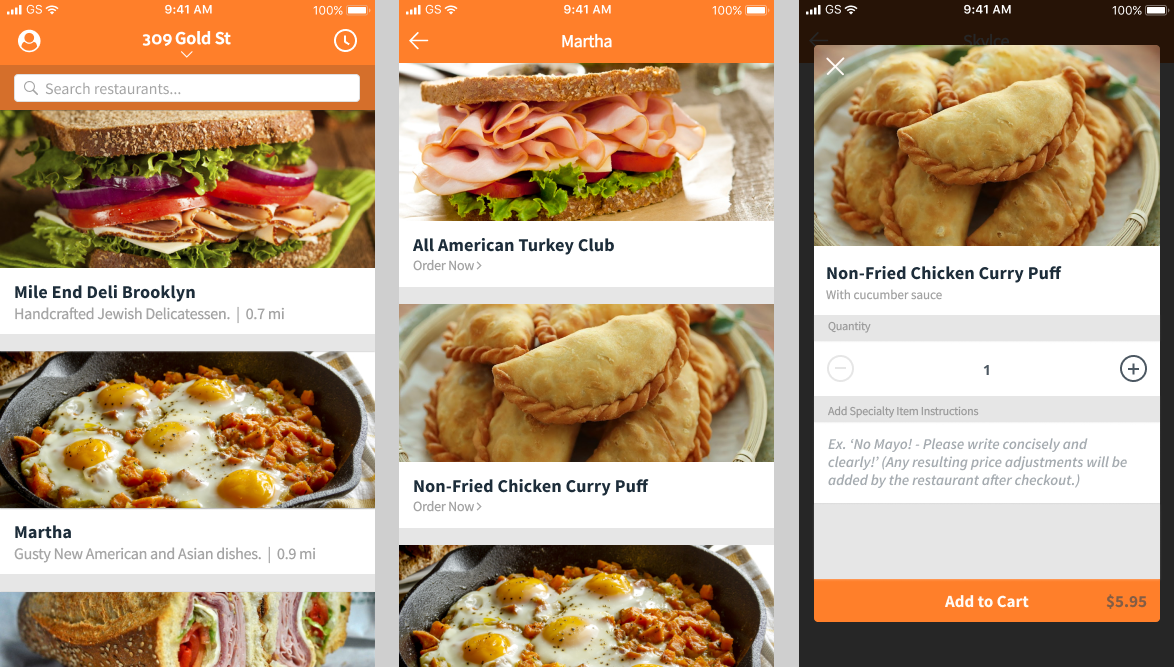 GS 9:41 AM 100%
309 Gold St
Search restaurants...
Mile End Deli Brooklyn
Handcrafted Jewish Delicatessen. | 0.7 mi
Martha
Gusty New American and Asian dishes. | 0.9 mi
GS 9:41 AM 100%
Martha
All American Turkey Club
Order Now >
Non-Fried Chicken Curry Puff
Order Now >
GS 9:41 AM 100%
Non-Fried Chicken Curry Puff
With cucumber sauce
Quantity
1
Add Specialty Item Instructions
Ex. ‘No Mayo! - Please write concisely and
clearly!’ (Any resulting price adjustments will be
added by the restaurant after checkout.)
Add to Cart $5.95